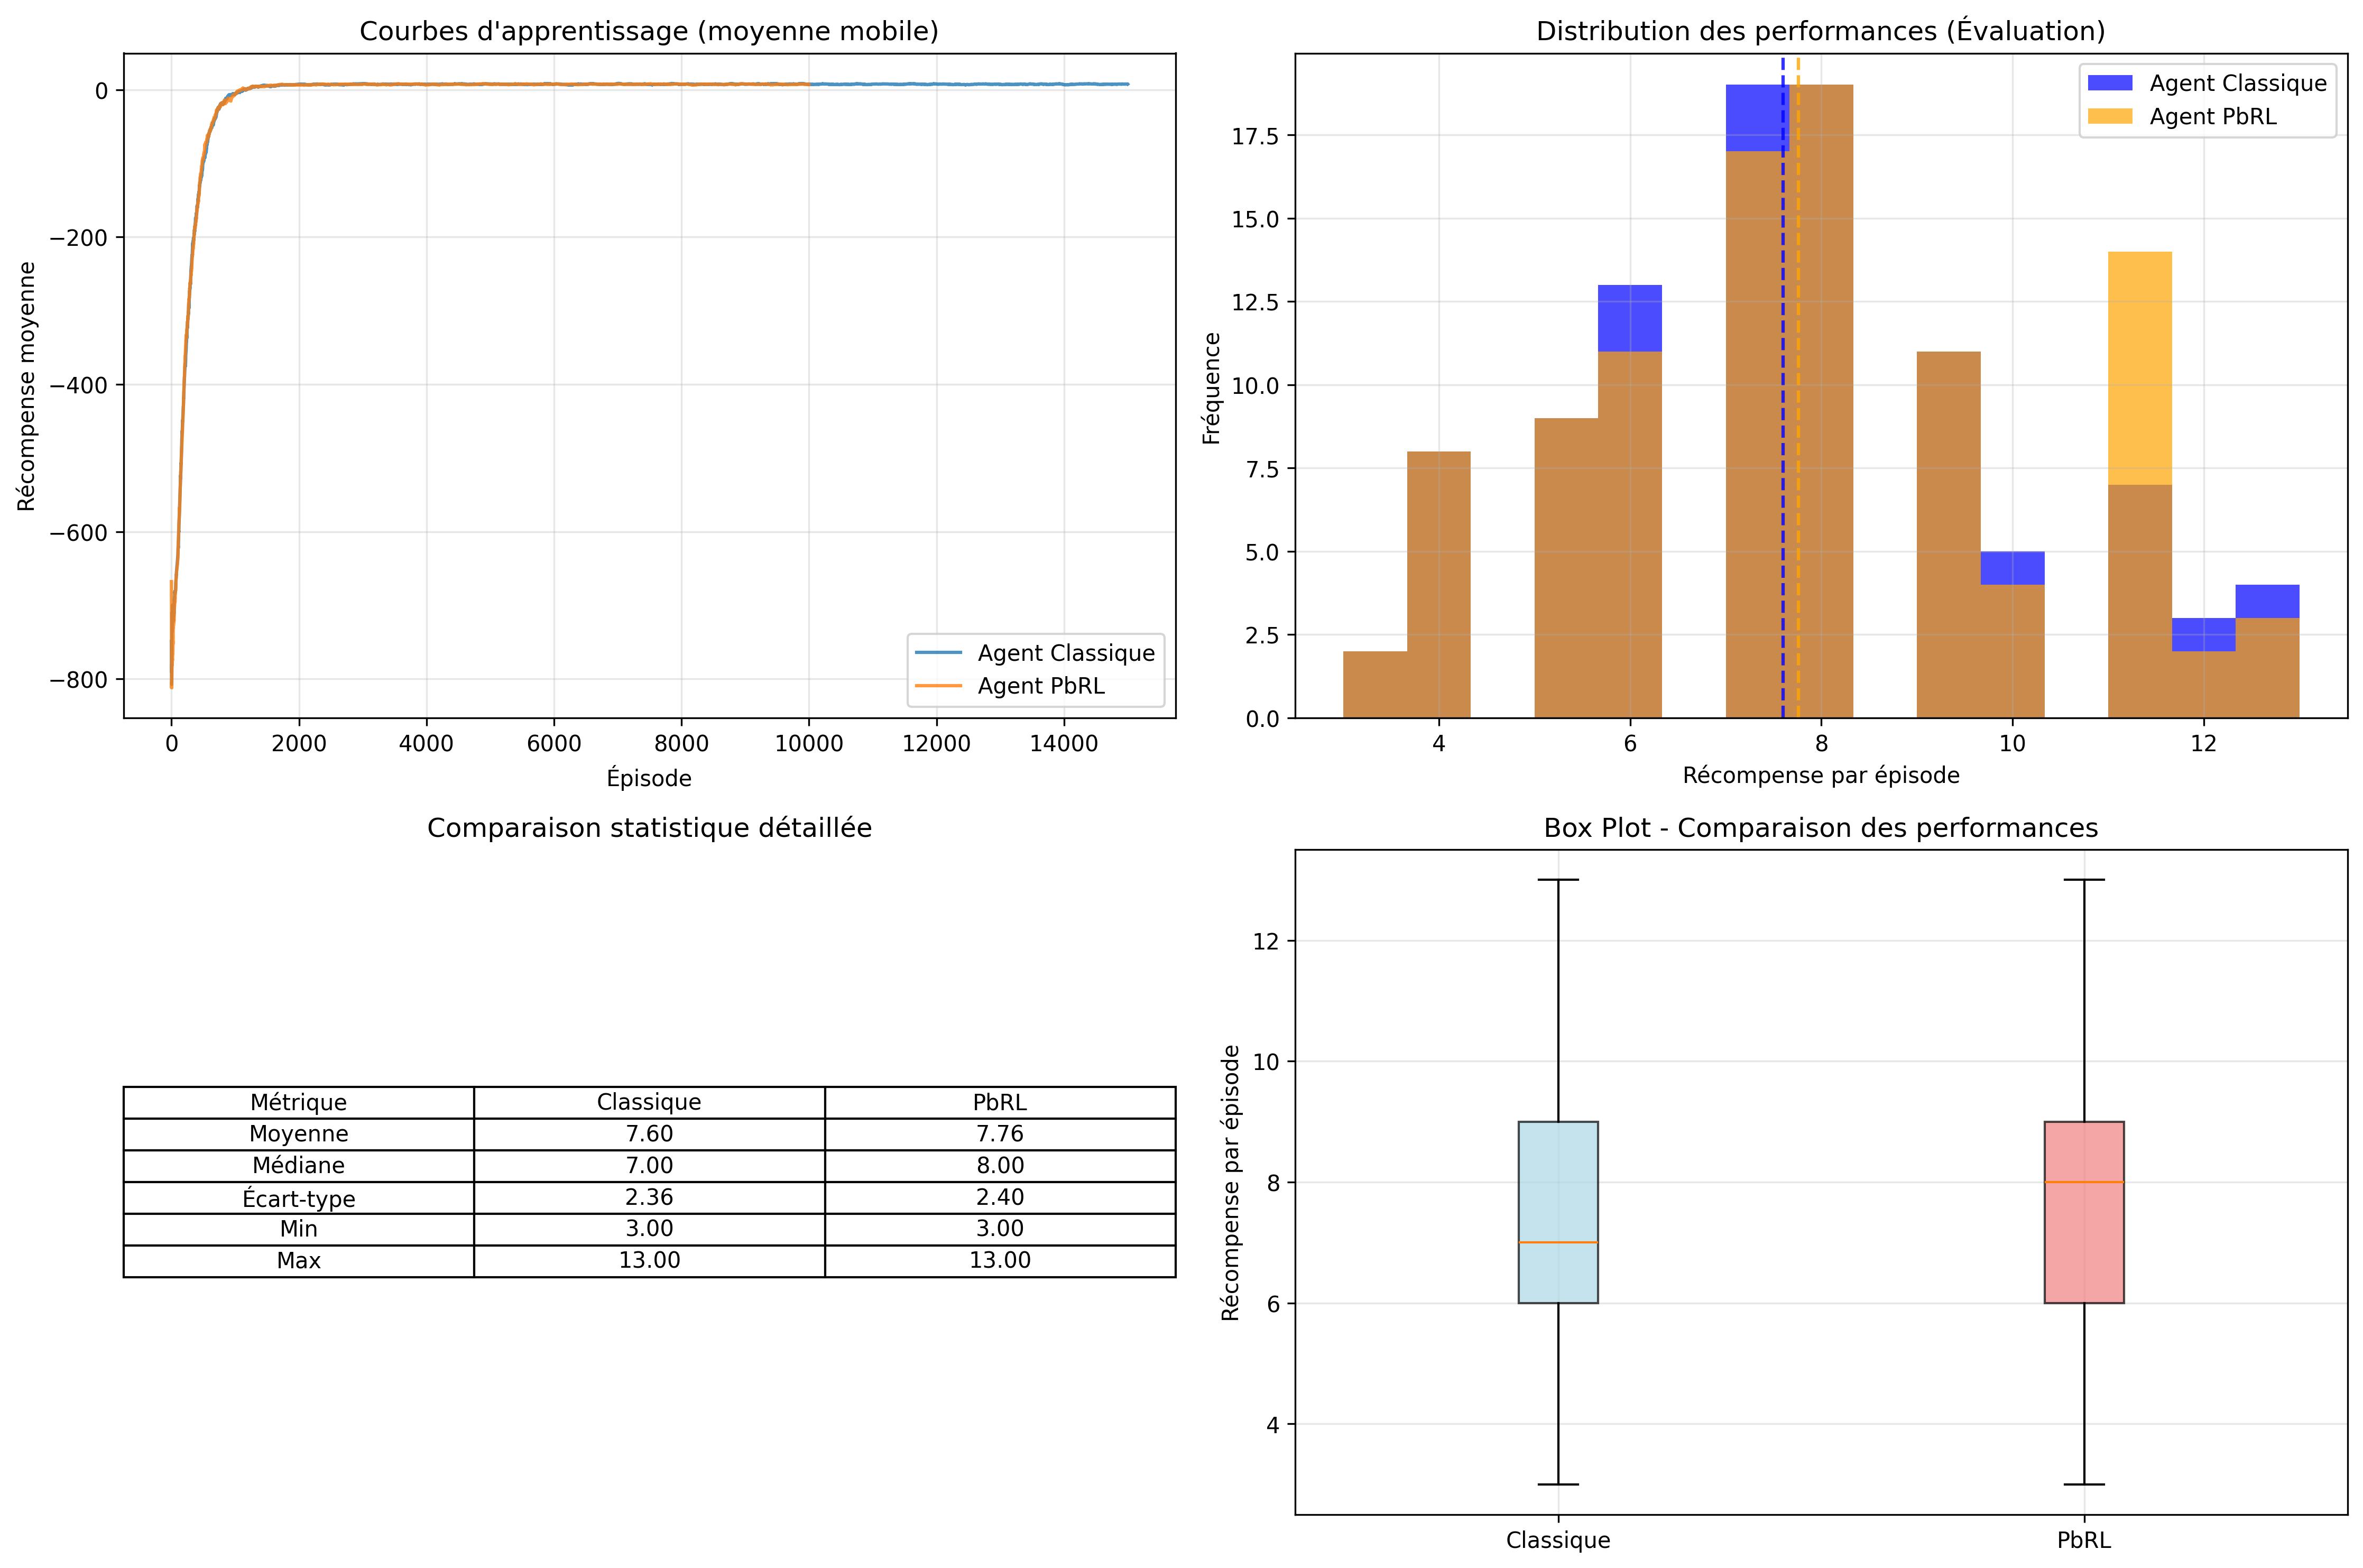 Courbes d'apprentissage (moyenne mobile)
Récompense moyenne
0
−200
−400
−600
−800
0 2000 4000 6000 8000 10000 12000 14000
Épisode
Agent Classique
Agent PbRL
Distribution des performances (Évaluation)
Fréquence
17.5
15.0
12.5
10.0
7.5
5.0
2.5
0.0
4 6 8 10 12
Récompense par épisode
Agent Classique
Agent PbRL
Comparaison statistique détaillée
Métrique Classique PbRL
Moyenne 7.60 7.76
Médiane 7.00 8.00
Écart-type 2.36 2.40
Min 3.00 3.00
Max 13.00 13.00
Box Plot - Comparaison des performances
Récompense par épisode
12
10
8
6
4
Classique PbRL